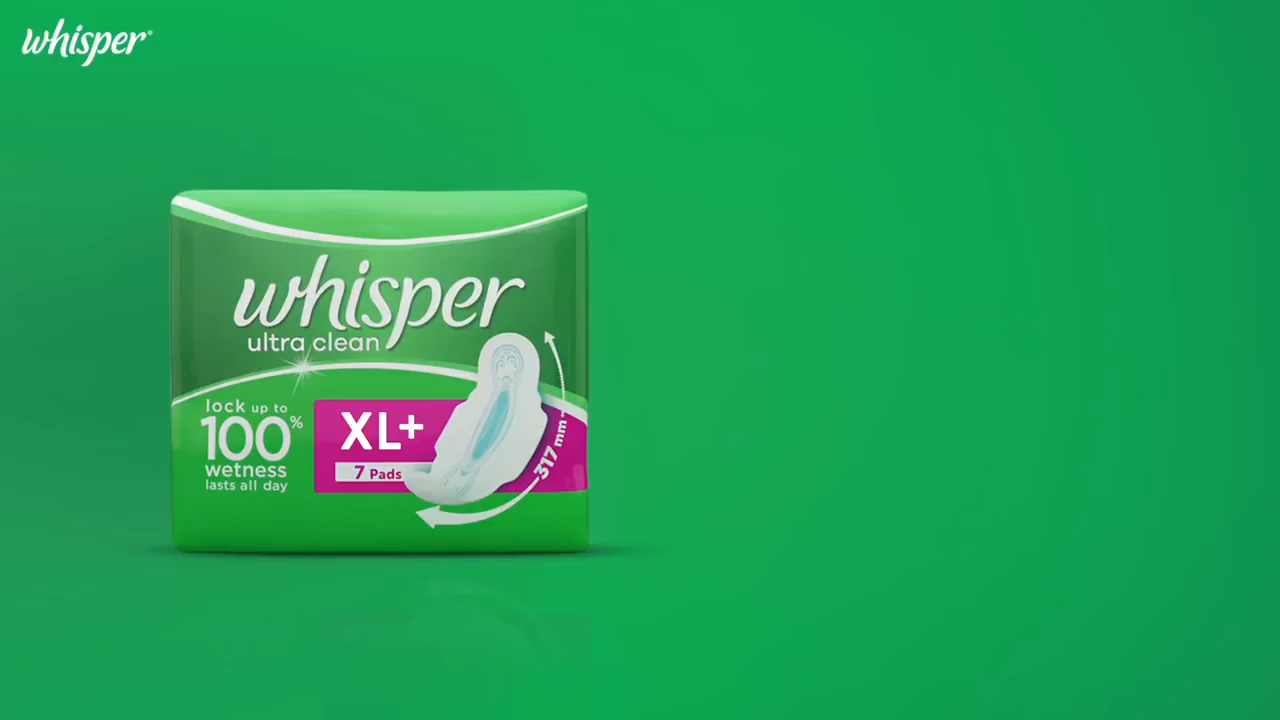 whisper®
whisper
ultra clean
lock up to
100%
wetness
lasts all day
XL+
7 Pads
317 mm